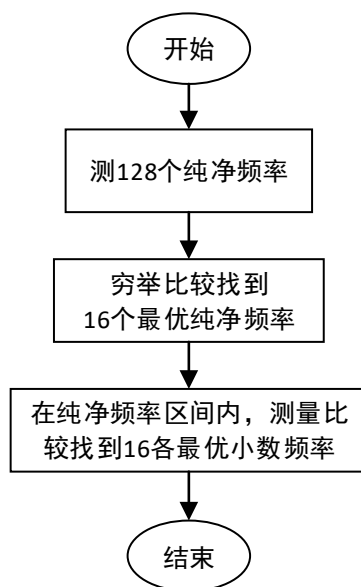 开始
测128个纯净频率
穷举比较找到
16个最优纯净频率
在纯净频率区间内，测量比
较找到16各最优小数频率
结束